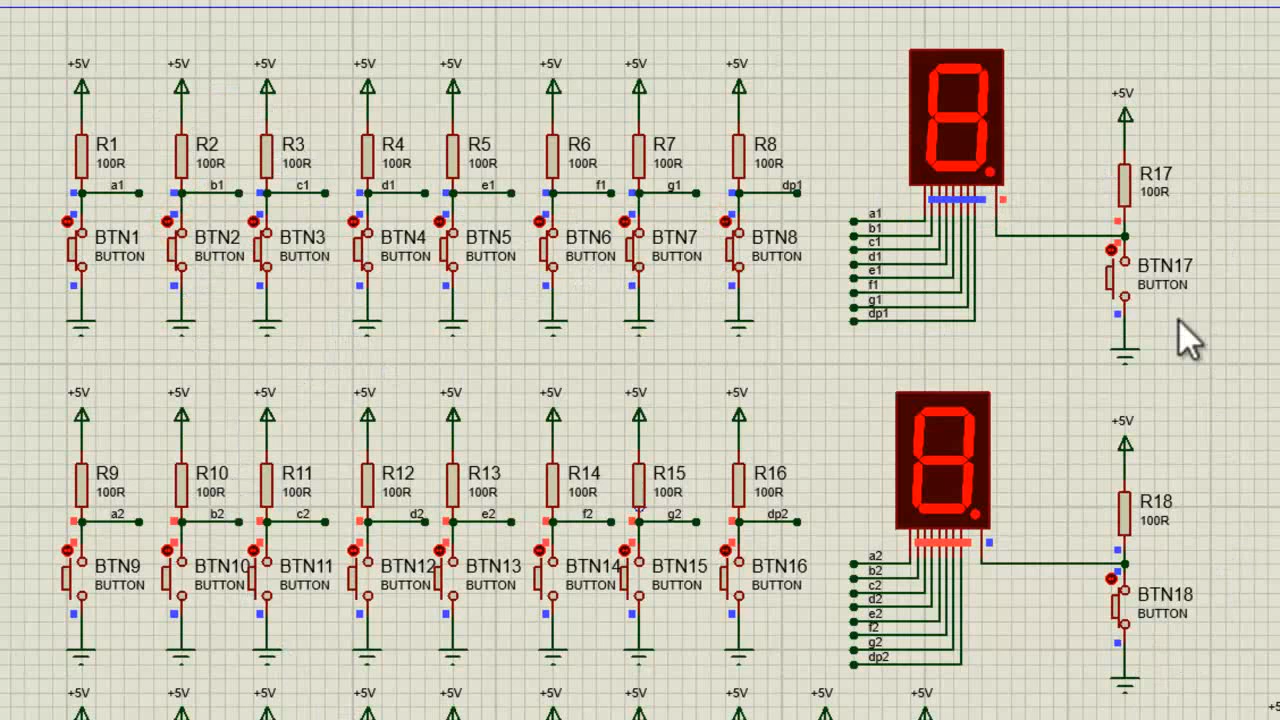 +5V +5V +5V +5V +5V +5V +5V +5V
+5V
R1 R2 R3 R4 R5 R6 R7 R8
100R 100R 100R 100R 100R 100R 100R 100R
R17
100R
a1 b1 c1 d1 e1 f1 g1 dp1
BTN1 BTN2 BTN3 BTN4 BTN5 BTN6 BTN7 BTN8
BUTTON BUTTON BUTTON BUTTON BUTTON BUTTON BUTTON BUTTON
a1
b1
c1
d1
e1
f1
g1
dp1
BTN17
BUTTON
+5V +5V +5V +5V +5V +5V +5V +5V
+5V
R9 R10 R11 R12 R13 R14 R15 R16
100R 100R 100R 100R 100R 100R 100R 100R
R18
100R
a2 b2 c2 d2 e2 f2 g2 dp2
BTN9 BTN10 BTN11 BTN12 BTN13 BTN14 BTN15 BTN16
BUTTON BUTTON BUTTON BUTTON BUTTON BUTTON BUTTON BUTTON
a2
b2
c2
d2
e2
f2
g2
dp2
BTN18
BUTTON
+5V +5V +5V +5V +5V +5V +5V +5V +5V +5V